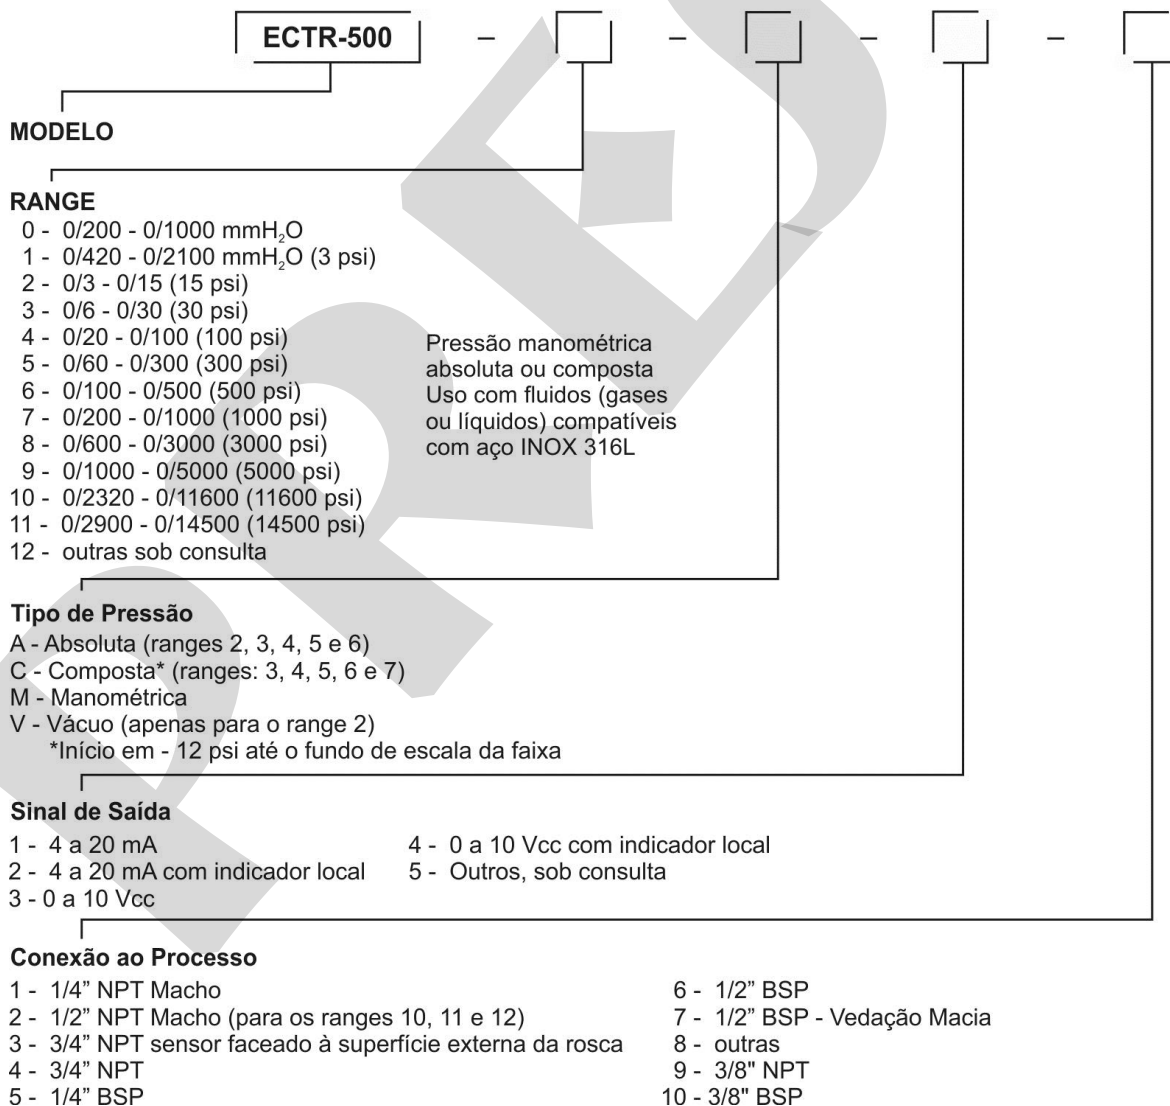 ECTR-500 – – – –
MODELO
RANGE
0 - 0/200 - 0/1000 mmH₂O
1 - 0/420 - 0/2100 mmH₂O (3 psi)
2 - 0/3 - 0/15 (15 psi)
3 - 0/6 - 0/30 (30 psi)
4 - 0/20 - 0/100 (100 psi)
5 - 0/60 - 0/300 (300 psi)
6 - 0/100 - 0/500 (500 psi)
7 - 0/200 - 0/1000 (1000 psi)
8 - 0/600 - 0/3000 (3000 psi)
9 - 0/1000 - 0/5000 (5000 psi)
10 - 0/2320 - 0/11600 (11600 psi)
11 - 0/2900 - 0/14500 (14500 psi)
12 - outras sob consulta
Pressão manométrica
absoluta ou composta
Uso com fluidos (gases
ou líquidos) compatíveis
com aço INOX 316L
Tipo de Pressão
A - Absoluta (ranges 2, 3, 4, 5 e 6)
C - Composta* (ranges: 3, 4, 5, 6 e 7)
M - Manométrica
V - Vácuo (apenas para o range 2)
*Início em - 12 psi até o fundo de escala da faixa
Sinal de Saída
1 - 4 a 20 mA
2 - 4 a 20 mA com indicador local
3 - 0 a 10 Vcc
4 - 0 a 10 Vcc com indicador local
5 - Outros, sob consulta
Conexão ao Processo
1 - 1/4” NPT Macho
2 - 1/2” NPT Macho (para os ranges 10, 11 e 12)
3 - 3/4” NPT sensor faceado à superfície externa da rosca
4 - 3/4” NPT
5 - 1/4” BSP
6 - 1/2” BSP
7 - 1/2” BSP - Vedação Macia
8 - outras
9 - 3/8" NPT
10 - 3/8" BSP
PRES